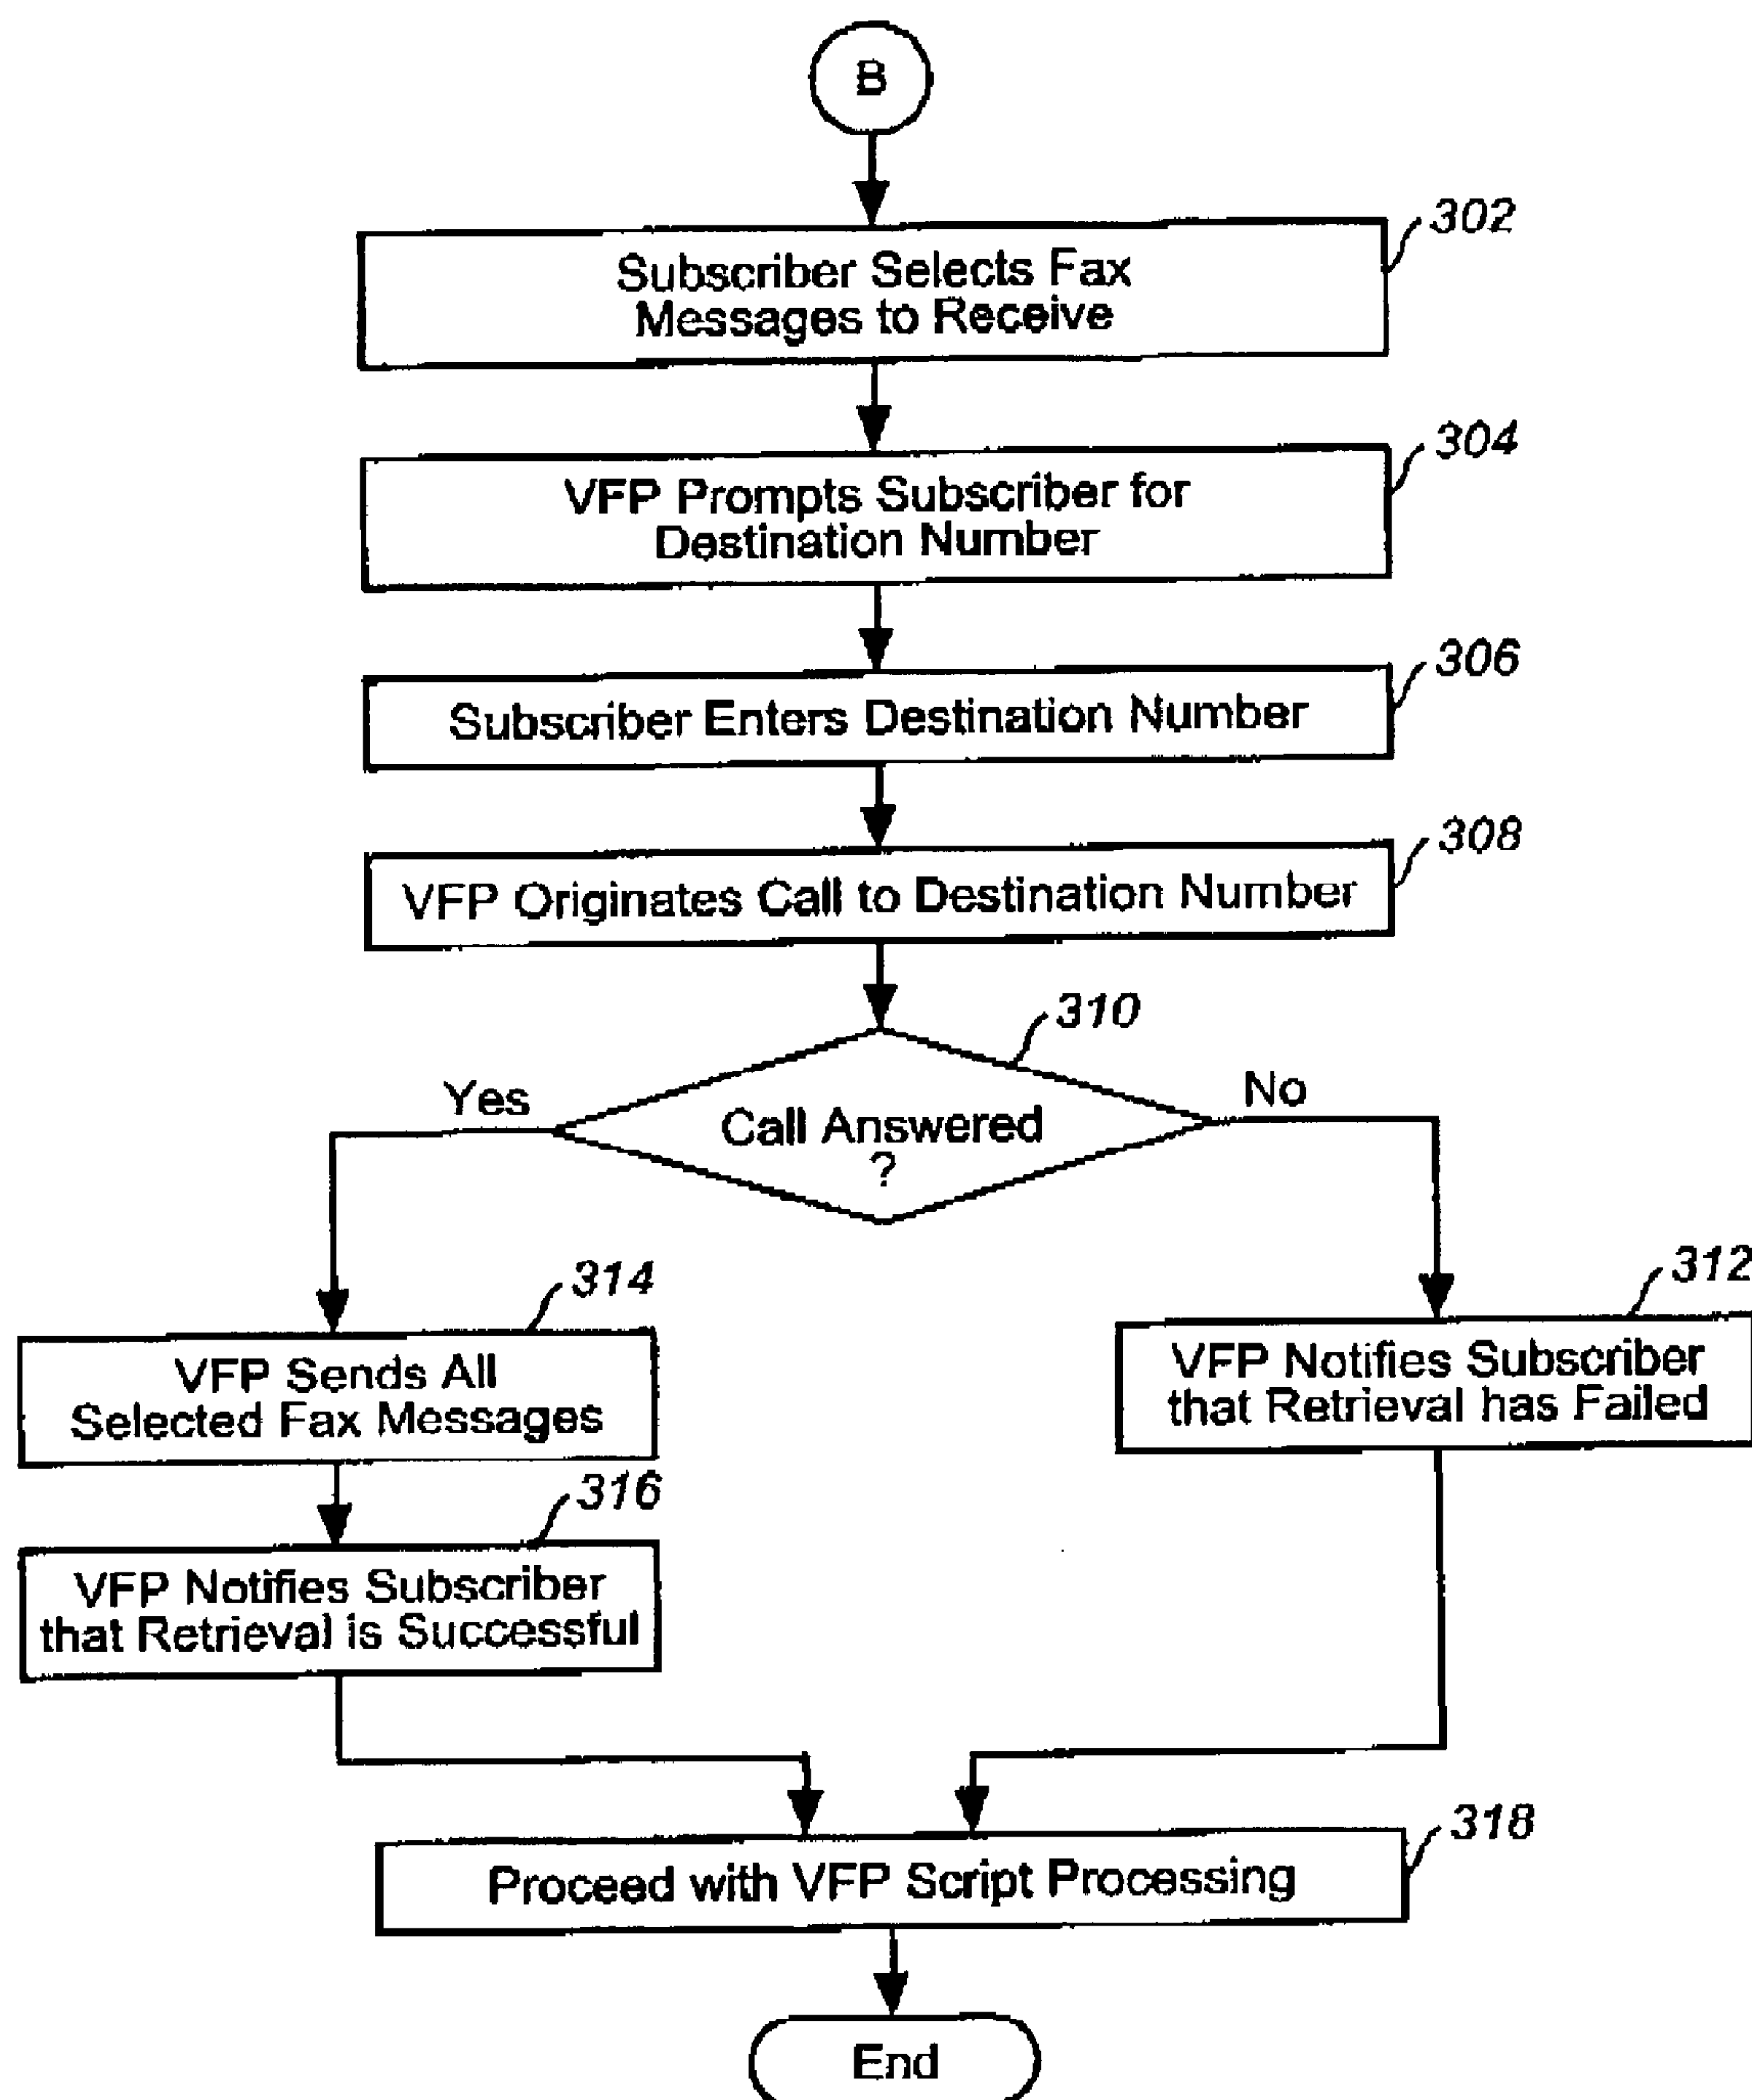 B
302
Subscriber Selects Fax
Messages to Receive
304
VFP Prompts Subscriber for
Destination Number
306
Subscriber Enters Destination Number
308
VFP Originates Call to Destination Number
310
Yes
No
Call Answered
?
314
312
VFP Sends All
Selected Fax Messages
VFP Notifies Subscriber
that Retrieval has Failed
316
VFP Notifies Subscriber
that Retrieval is Successful
318
Proceed with VFP Script Processing
End